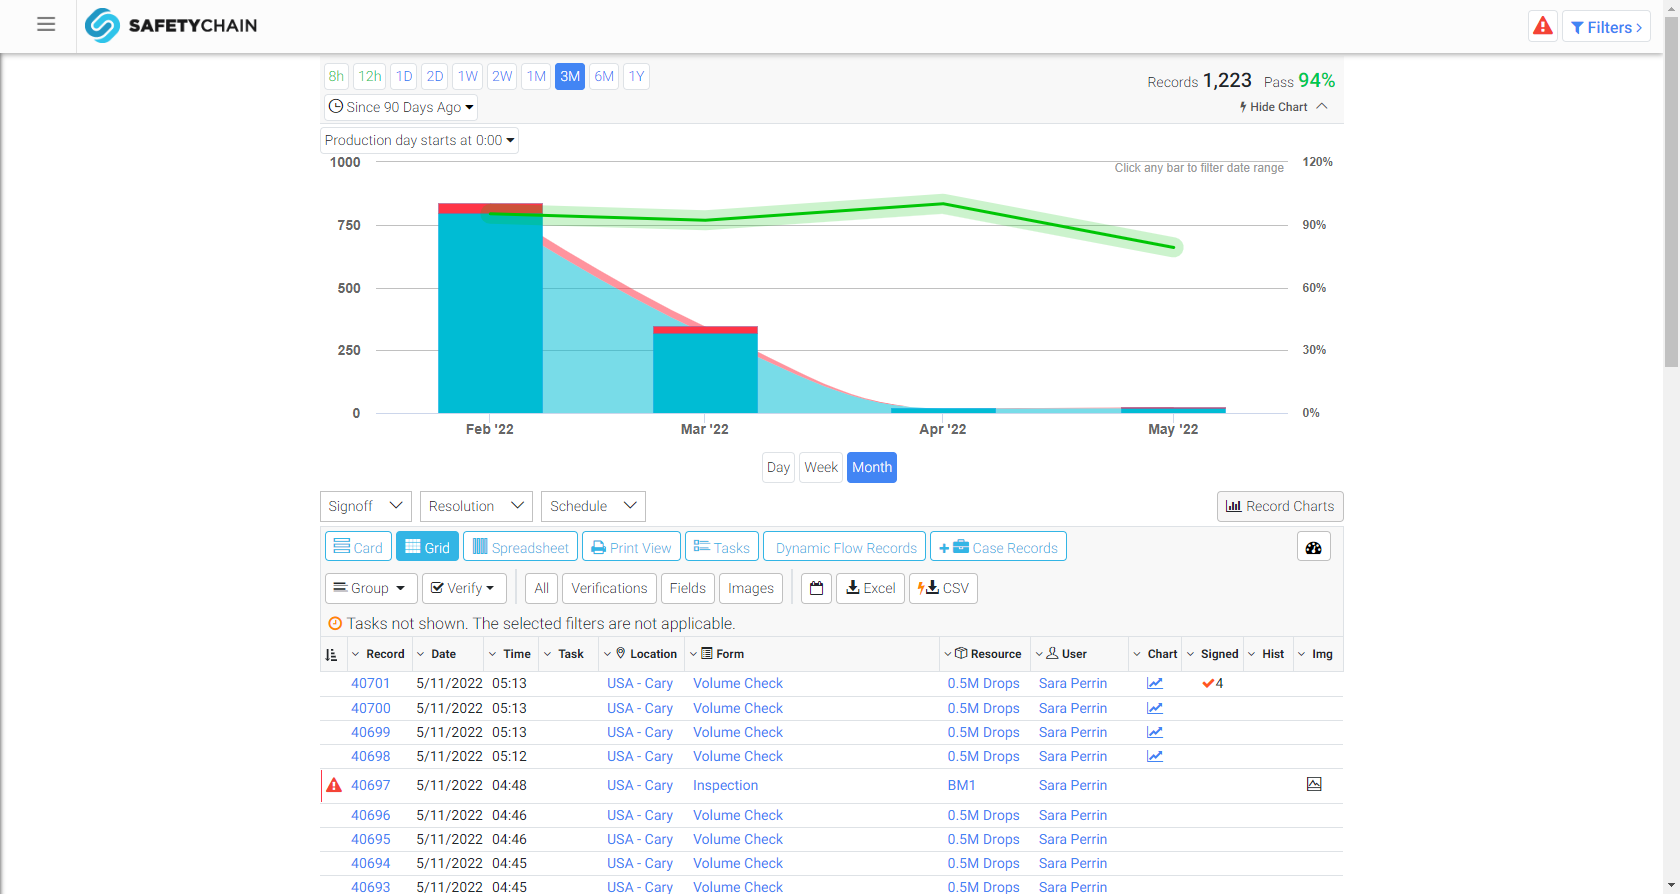 SAFETYCHAIN
Filters
8h 12h 1D 2D 1W 2W 1M 3M 6M 1Y
Records 1,223 Pass 94%
Since 90 Days Ago
Hide Chart
Production day starts at 0:00
Click any bar to filter date range
1000 120%
750 90%
500 60%
250 30%
0 0%
Feb '22 Mar '22 Apr '22 May '22
Day Week Month
Signoff Resolution Schedule Record Charts
Card Grid Spreadsheet Print View Tasks Dynamic Flow Records + Case Records
Group Verify All Verifications Fields Images Excel CSV
Tasks not shown. The selected filters are not applicable.
Record Date Time Task Location Form Resource User Chart Signed Hist Img
40701 5/11/2022 05:13 USA - Cary Volume Check 0.5M Drops Sara Perrin 4
40700 5/11/2022 05:13 USA - Cary Volume Check 0.5M Drops Sara Perrin
40699 5/11/2022 05:13 USA - Cary Volume Check 0.5M Drops Sara Perrin
40698 5/11/2022 05:12 USA - Cary Volume Check 0.5M Drops Sara Perrin
40697 5/11/2022 04:48 USA - Cary Inspection BM1 Sara Perrin
40696 5/11/2022 04:46 USA - Cary Volume Check 0.5M Drops Sara Perrin
40695 5/11/2022 04:46 USA - Cary Volume Check 0.5M Drops Sara Perrin
40694 5/11/2022 04:45 USA - Cary Volume Check 0.5M Drops Sara Perrin
40693 5/11/2022 04:45 USA - Cary Volume Check 0.5M Drops Sara Perrin